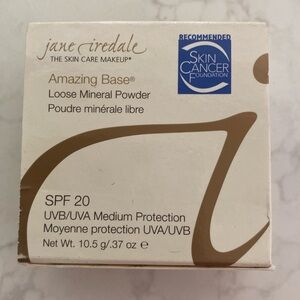 jane iredale
THE SKIN CARE MAKEUP®
RECOMMENDED
SKIN
CANCER
FOUNDATION
Amazing Base®
Loose Mineral Powder
Poudre minérale libre
SPF 20
UVB/UVA Medium Protection
Moyenne protection UVA/UVB
Net Wt. 10.5 g/.37 oz e